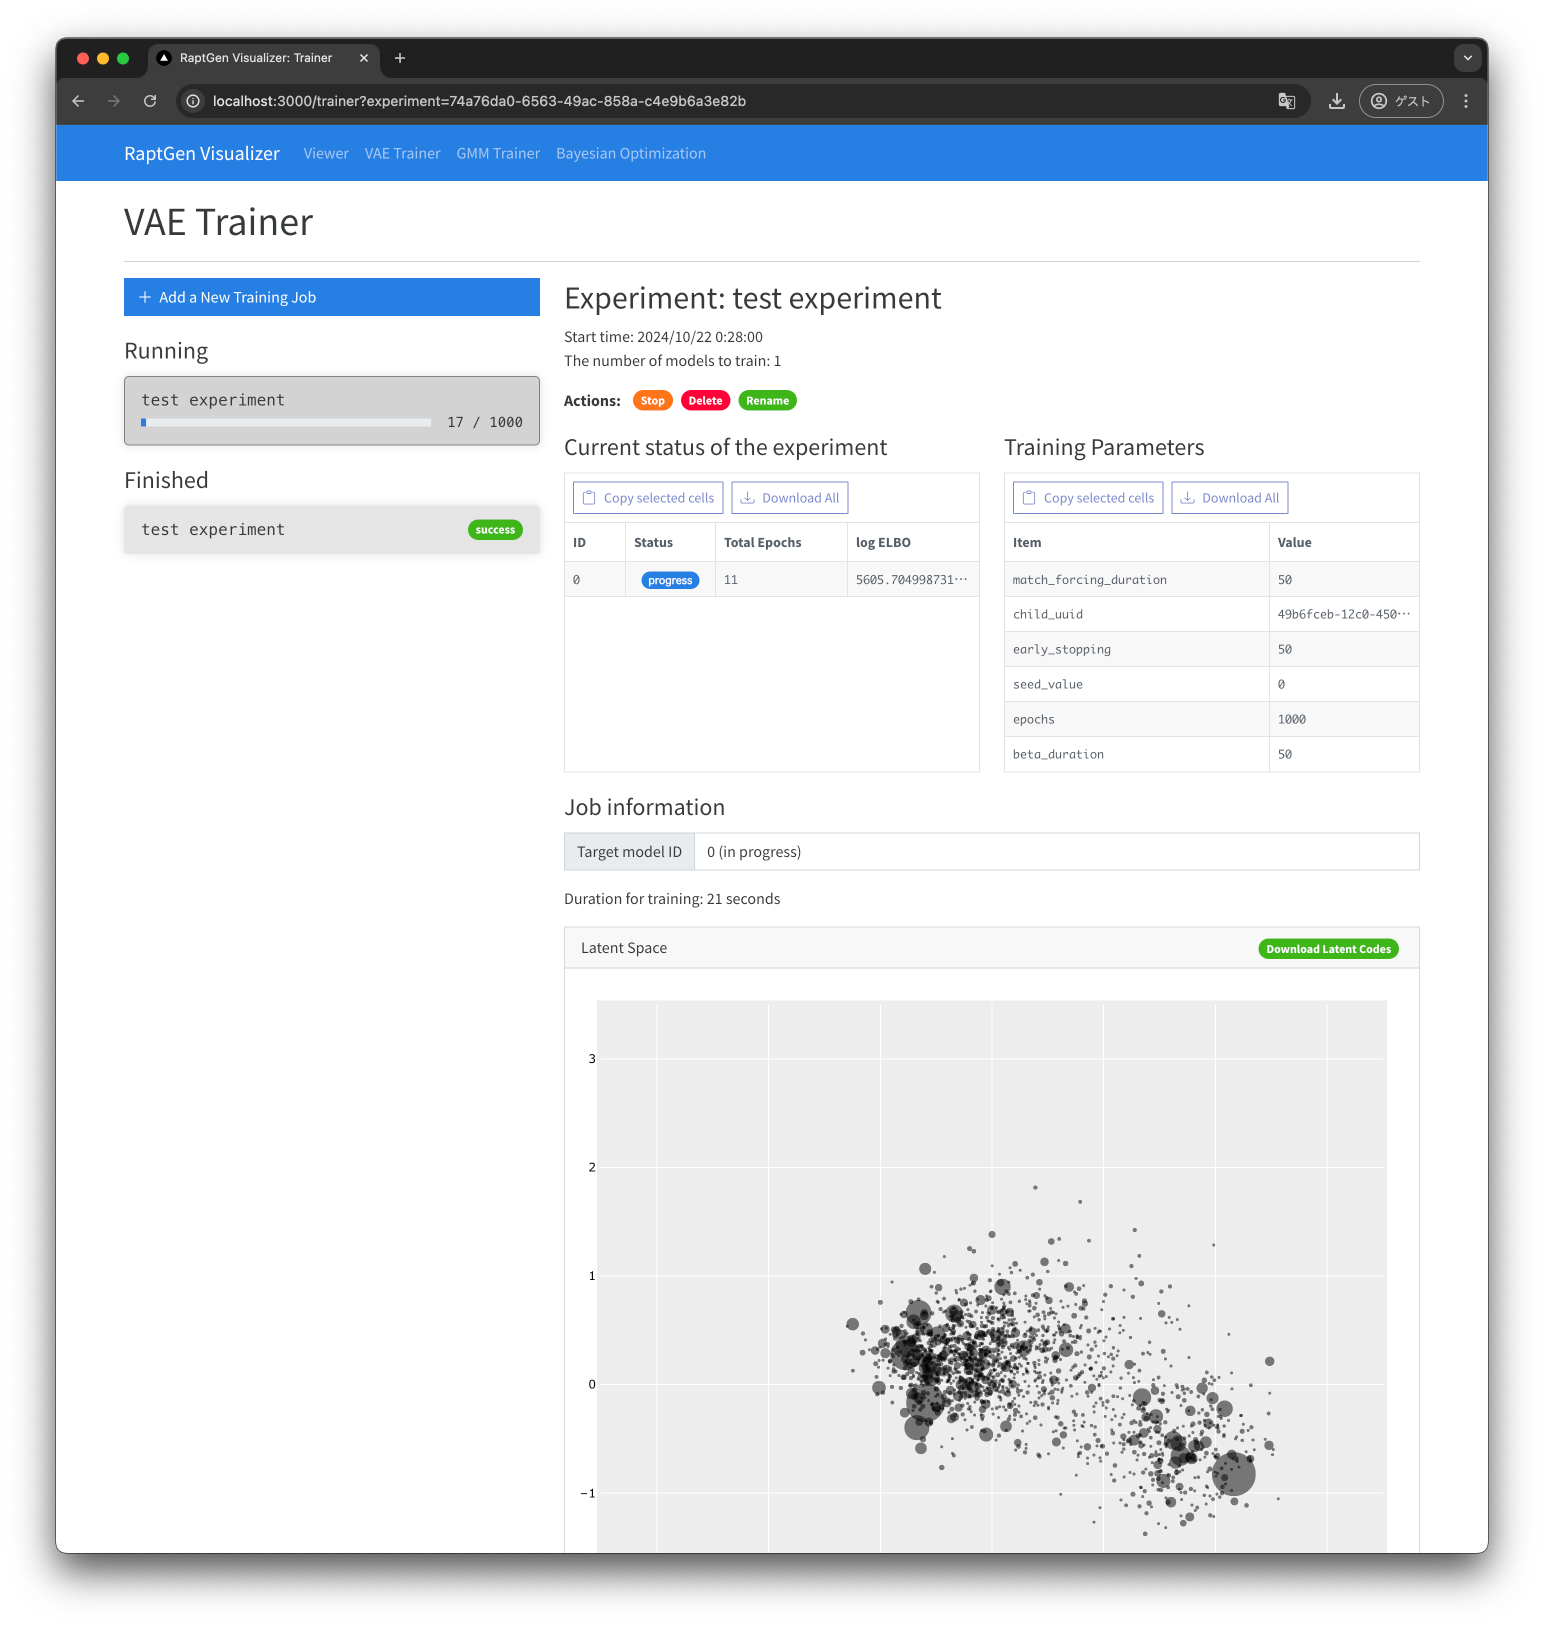 RaptGen Visualizer: Trainer
localhost:3000/trainer?experiment=74a76da0-6563-49ac-858a-c4e9b6a3e82b
ゲスト
RaptGen Visualizer Viewer VAE Trainer GMM Trainer Bayesian Optimization
VAE Trainer
Add a New Training Job
Running
test experiment
17 / 1000
Finished
test experiment success
Experiment: test experiment
Start time: 2024/10/22 0:28:00
The number of models to train: 1
Actions: Stop Delete Rename
Current status of the experiment
Copy selected cells Download All
ID Status Total Epochs log ELBO
0 progress 11 5605.704998731…
Training Parameters
Copy selected cells Download All
Item Value
match_forcing_duration 50
child_uuid 49b6fceb-12c0-450…
early_stopping 50
seed_value 0
epochs 1000
beta_duration 50
Job information
Target model ID 0 (in progress)
Duration for training: 21 seconds
Latent Space Download Latent Codes
3
2
1
0
−1